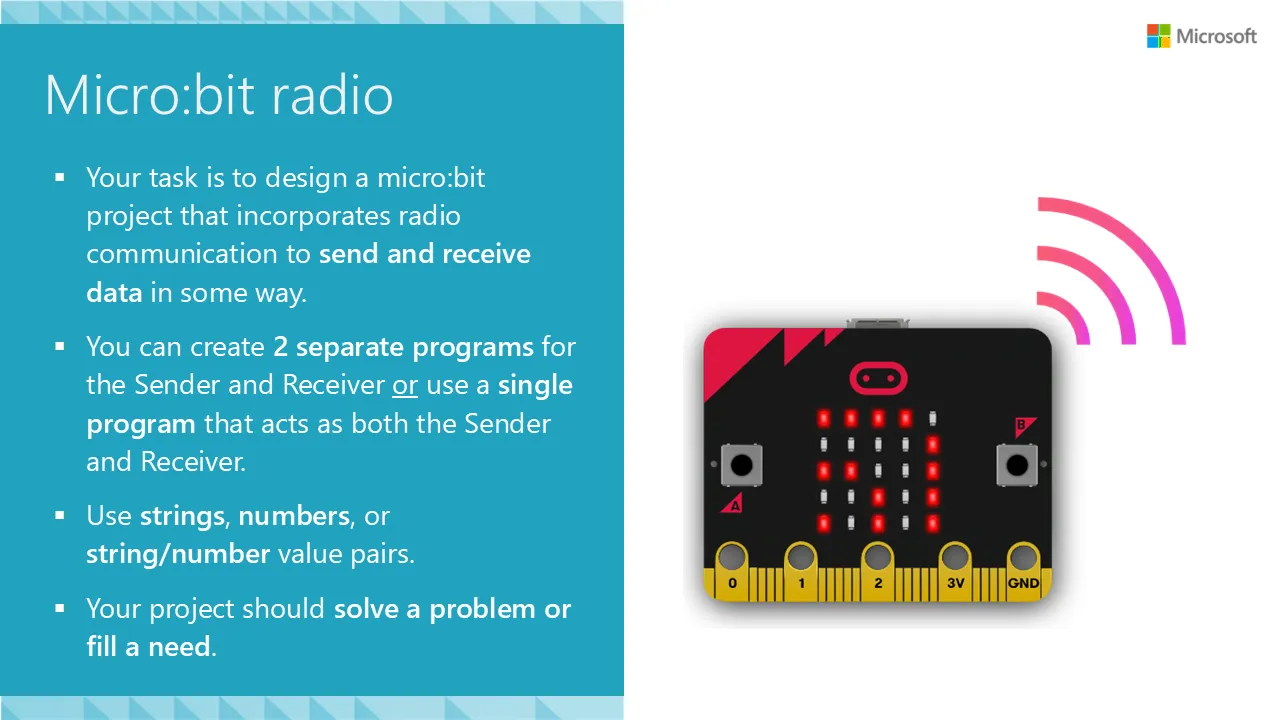 Microsoft
Micro:bit radio
Your task is to design a micro:bit
project that incorporates radio
communication to send and receive
data in some way.
You can create 2 separate programs for
the Sender and Receiver or use a single
program that acts as both the Sender
and Receiver.
Use strings, numbers, or
string/number value pairs.
Your project should solve a problem or
fill a need.
B
A
0 1 2 3V GND